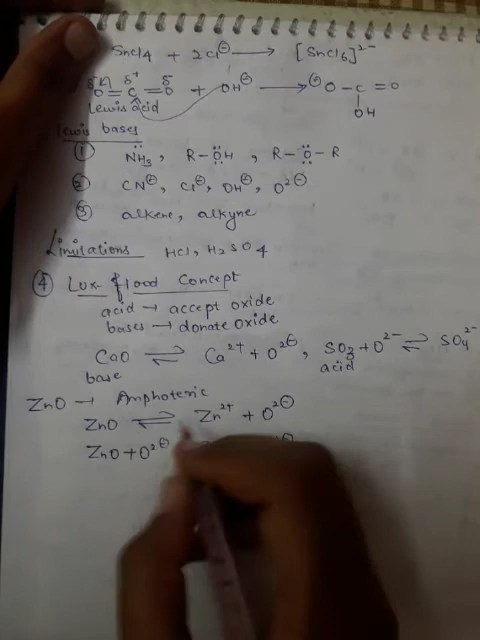 SnCl4 + 2Cl⊖ → [SnCl6]2-
δ- δ+ δ-
O=C=O + OH⊖ → ⊖O-C=O
OH
Lewis acid
Lewis bases
① N̈H3, R-ÖH, R-Ö-R
② CN⊖, Cl⊖, OH⊖, O2⊖
③ alkene, alkyne
Limitations HCl, H2SO4
④ Lux-flood Concept
acid → accept oxide
bases → donate oxide
CaO ⇌ Ca2+ + O2⊖, SO3 + O2- ⇌ SO42-
base acid
ZnO → Amphoteric
ZnO ⇌ Zn2+ + O2⊖
ZnO + O2⊖